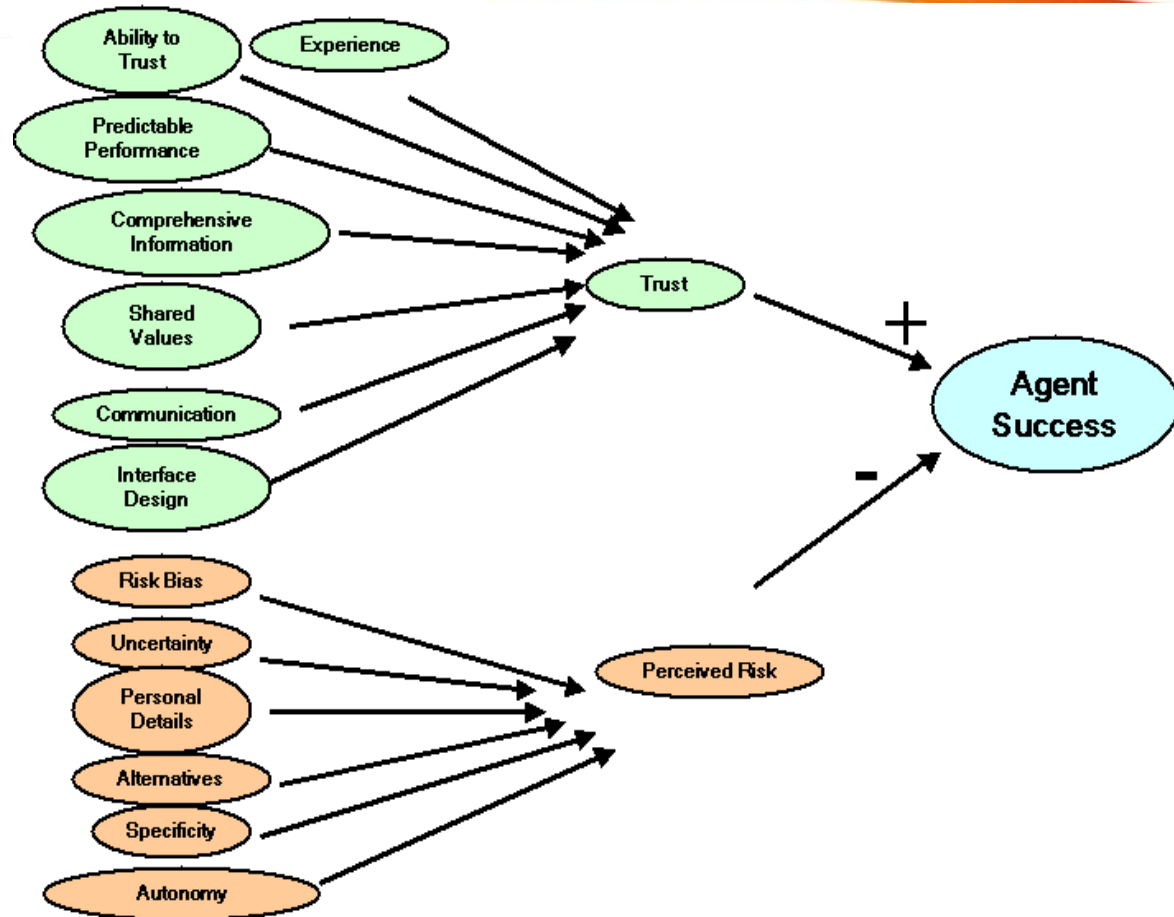 Ability to
Trust
Experience
Predictable
Performance
Comprehensive
Information
Shared
Values
Communication
Interface
Design
Trust
+
Agent
Success
-
Risk Bias
Uncertainty
Personal
Details
Alternatives
Specificity
Autonomy
Perceived Risk